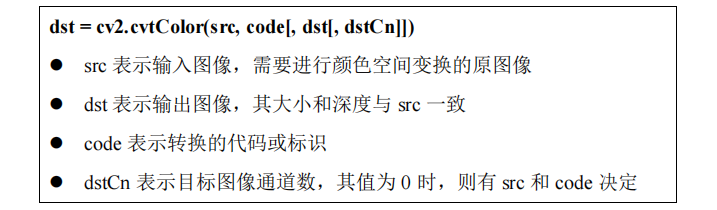 dst = cv2.cvtColor(src, code[, dst[, dstCn]])
● src 表示输入图像，需要进行颜色空间变换的原图像
● dst 表示输出图像，其大小和深度与 src 一致
● code 表示转换的代码或标识
● dstCn 表示目标图像通道数，其值为 0 时，则有 src 和 code 决定